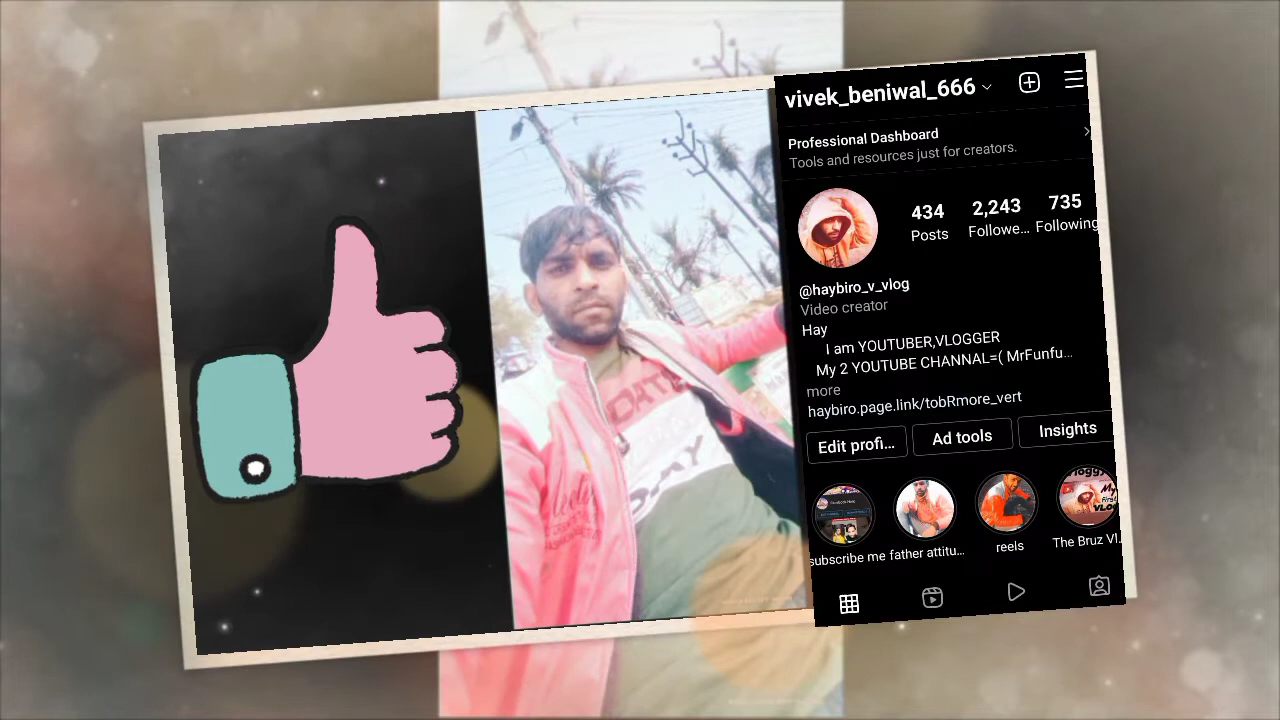 vivek_beniwal_666
Professional Dashboard
Tools and resources just for creators.
434 2,243 735
Posts Followe... Following
@haybiro_v_vlog
Video creator
Hay
I am YOUTUBER,VLOGGER
My 2 YOUTUBE CHANNAL=( MrFunfu...
more
haybiro.page.link/tobRmore_vert
Edit profi... Ad tools Insights
subscribe me father attitu... reels The Bruz Vl.